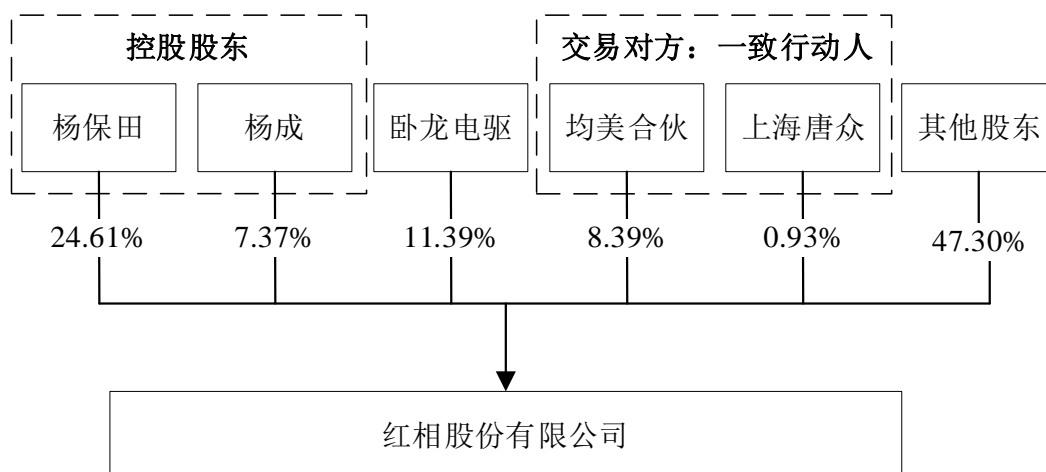 控股股东
交易对方：一致行动人
杨保田
杨成
卧龙电驱
均美合伙
上海唐众
其他股东
24.61%
7.37%
11.39%
8.39%
0.93%
47.30%
红相股份有限公司